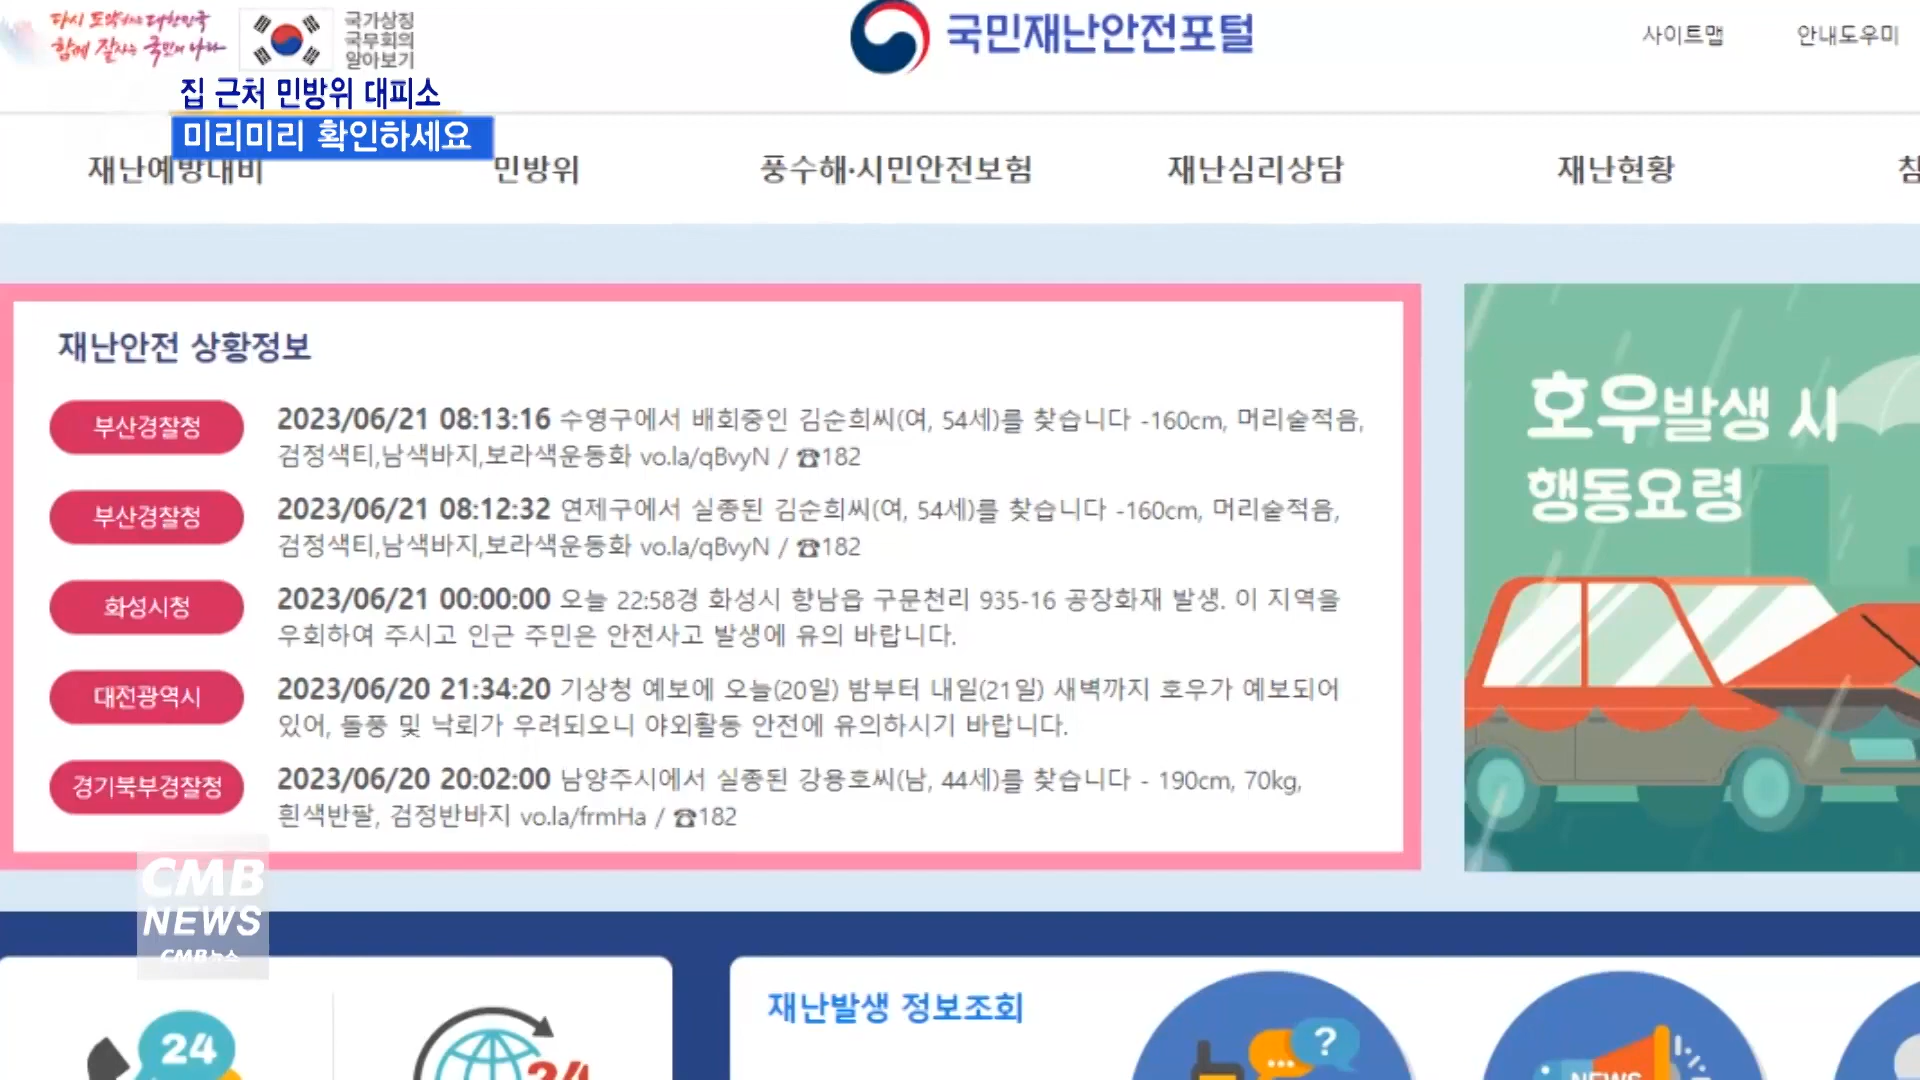 다시 도약하는 대한민국
함께 잘사는 국민의 나라
국가상징
국무회의
알아보기
국민재난안전포털
사이트맵
안내도우미
집 근처 민방위 대피소
미리미리 확인하세요
재난예방대비
민방위
풍수해·시민안전보험
재난심리상담
재난현황
재난안전 상황정보
부산경찰청
2023/06/21 08:13:16 수영구에서 배회중인 김순희씨(여, 54세)를 찾습니다 -160cm, 머리숱적음,
검정색티,남색바지,보라색운동화 vo.la/qBvyN / ☎182
부산경찰청
2023/06/21 08:12:32 연제구에서 실종된 김순희씨(여, 54세)를 찾습니다 -160cm, 머리숱적음,
검정색티,남색바지,보라색운동화 vo.la/qBvyN / ☎182
화성시청
2023/06/21 00:00:00 오늘 22:58경 화성시 향남읍 구문천리 935-16 공장화재 발생. 이 지역을
우회하여 주시고 인근 주민은 안전사고 발생에 유의 바랍니다.
대전광역시
2023/06/20 21:34:20 기상청 예보에 오늘(20일) 밤부터 내일(21일) 새벽까지 호우가 예보되어
있어, 돌풍 및 낙뢰가 우려되오니 야외활동 안전에 유의하시기 바랍니다.
경기북부경찰청
2023/06/20 20:02:00 남양주시에서 실종된 강용호씨(남, 44세)를 찾습니다 - 190cm, 70kg,
흰색반팔, 검정반바지 vo.la/frmHa / ☎182
호우발생 시
행동요령
CMB
NEWS
CMB뉴스
24
24
재난발생 정보조회
?
NEWS